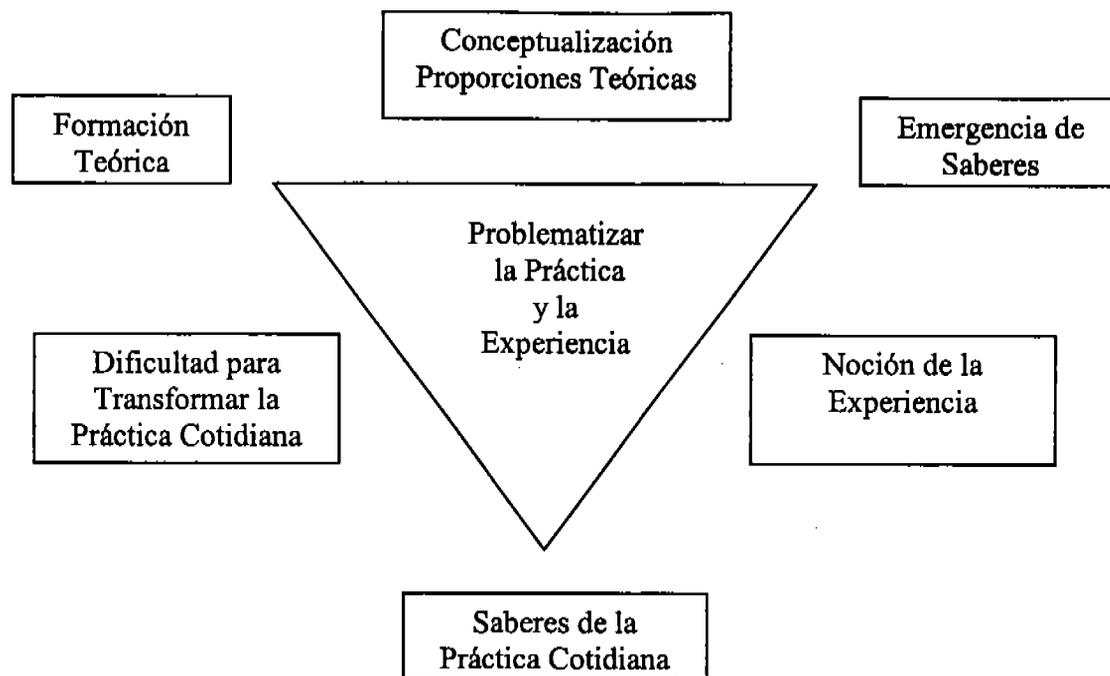 Conceptualización
Proporciones Teóricas
Formación
Teórica
Emergencia de
Saberes
Problematizar
la Práctica
y la
Experiencia
Dificultad para
Transformar la
Práctica Cotidiana
Noción de la
Experiencia
Saberes de la
Práctica Cotidiana